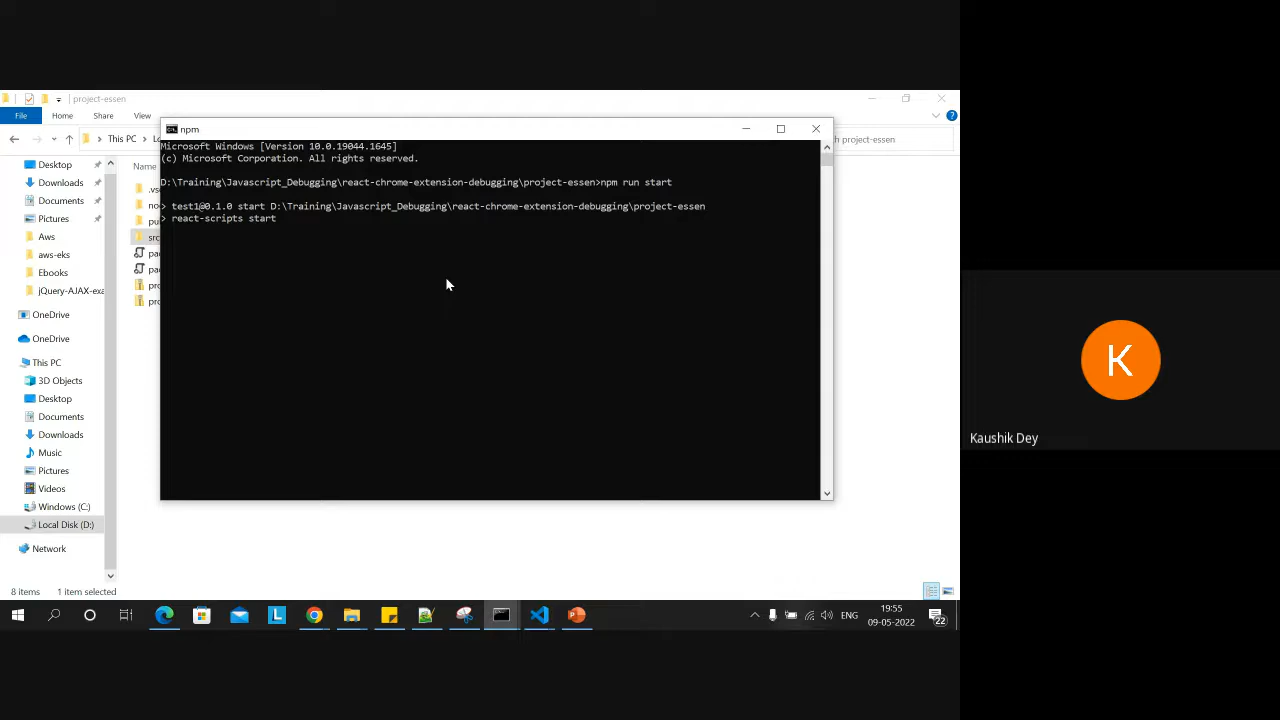 project-essen
File
Home
Share
View
This PC
project-essen
npm
Microsoft Windows [Version 10.0.19044.1645]
(c) Microsoft Corporation. All rights reserved.
D:\Training\Javascript_Debugging\react-chrome-extension-debugging\project-essen>npm run start
> test1@0.1.0 start D:\Training\Javascript_Debugging\react-chrome-extension-debugging\project-essen
> react-scripts start
Desktop
Downloads
Documents
Pictures
Aws
aws-eks
Ebooks
jQuery-AJAX-exa
OneDrive
OneDrive
This PC
3D Objects
Desktop
Documents
Downloads
Music
Pictures
Videos
Windows (C:)
Local Disk (D:)
Network
Name
src
8 items
1 item selected
ENG
19:55
09-05-2022
22
K
Kaushik Dey